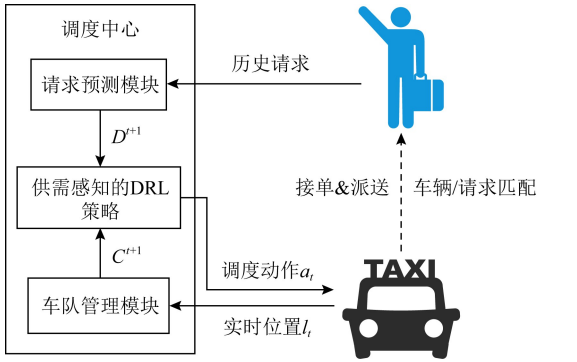 调度中心
请求预测模块
历史请求
D^{t+1}
供需感知的DRL
策略
接单&派送
车辆/请求匹配
C^{t+1}
调度动作a_t
TAXI
车队管理模块
实时位置l_t